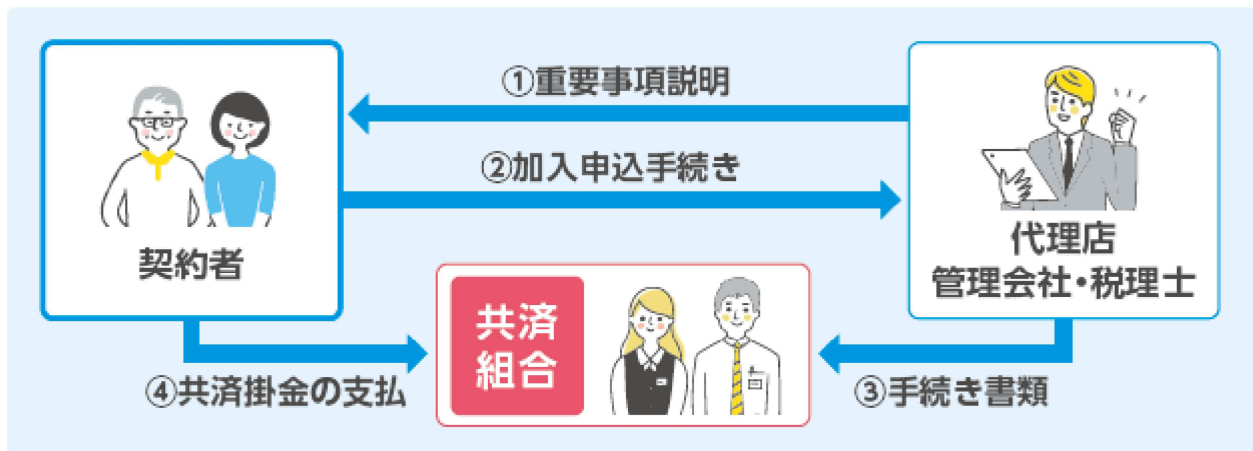 ①重要事項説明
②加入申込手続き
契約者
代理店
管理会社・税理士
共済
組合
④共済掛金の支払
③手続き書類